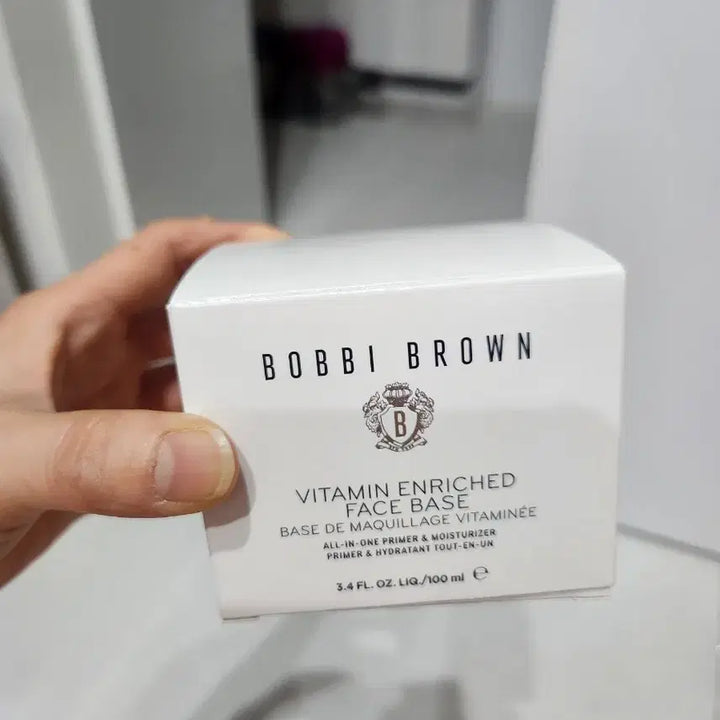 BOBBI BROWN
B
VITAMIN ENRICHED
FACE BASE
BASE DE MAQUILLAGE VITAMINÉE
ALL-IN-ONE PRIMER & MOISTURIZER
PRIMER & HYDRATANT TOUT-EN-UN
3.4 FL. OZ. LIQ./100 ml ℮